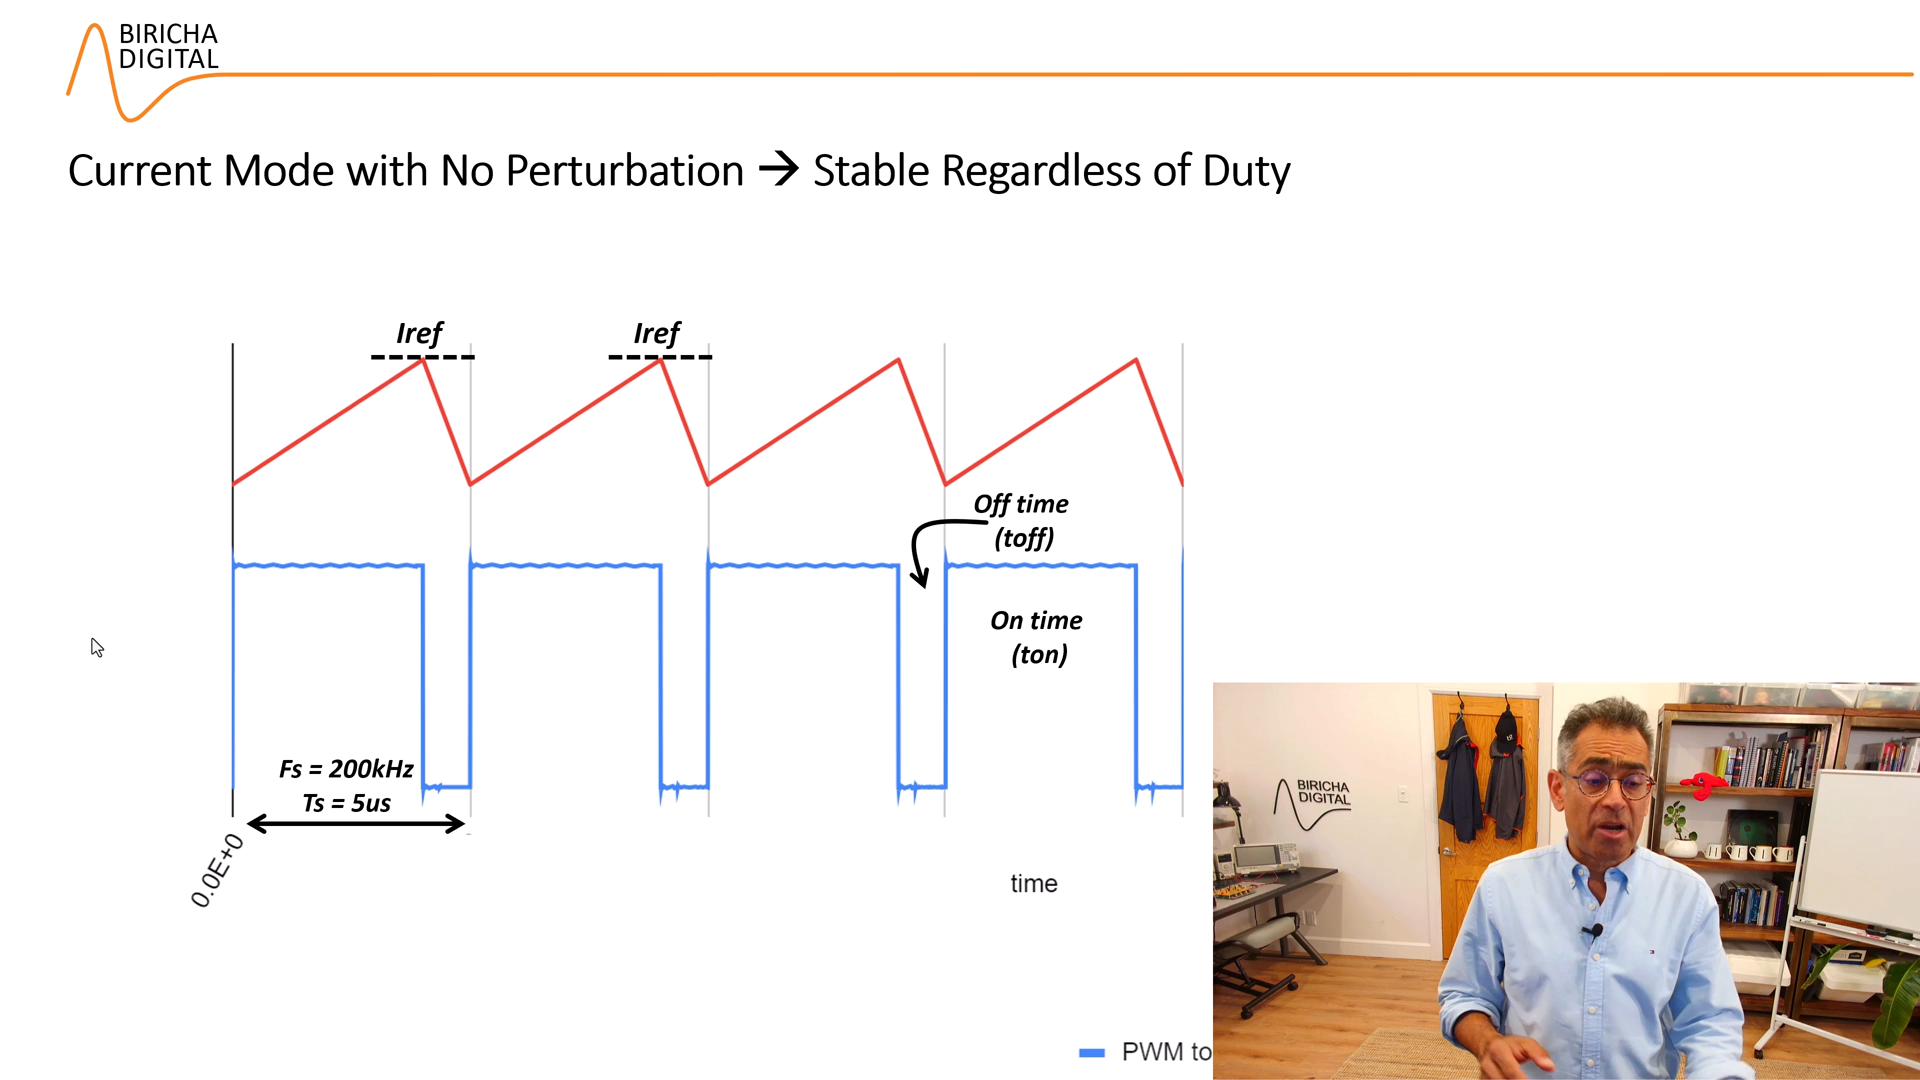 BIRICHA
DIGITAL
Current Mode with No Perturbation → Stable Regardless of Duty
Iref
Iref
Off time
(toff)
On time
(ton)
Fs = 200kHz
Ts = 5us
0.0E+0
time
PWM to
BIRICHA
DIGITAL